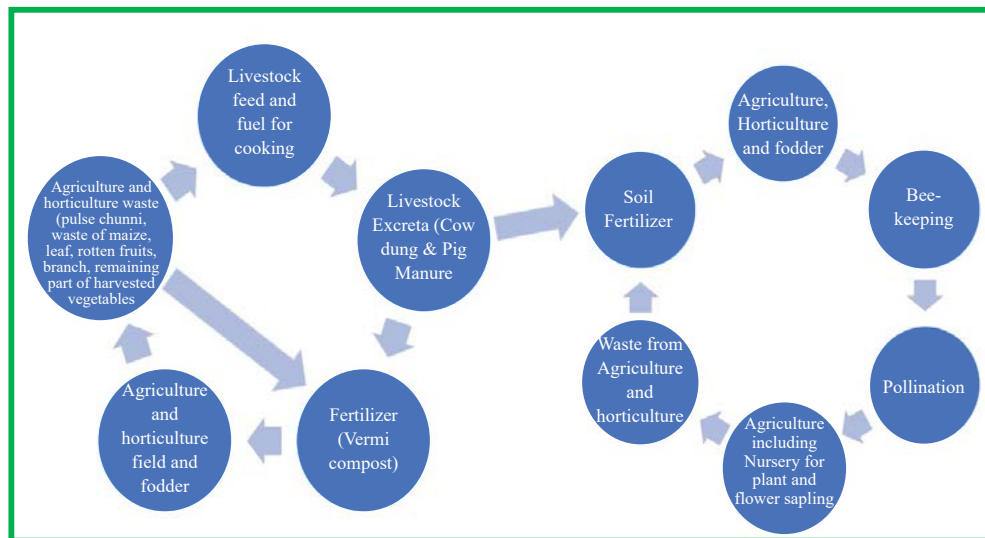 Livestock
feed and
fuel for
cooking
Livestock
Excreta (Cow
dung & Pig
Manure
Fertilizer
(Vermi
compost)
Agriculture
and
horticulture
field and
fodder
Agriculture and
horticulture waste
(pulse chunni,
waste of maize,
leaf, rotten fruits,
branch, remaining
part of harvested
vegetables
Agriculture,
Horticulture
and fodder
Bee-
keeping
Pollination
Agriculture
including
Nursery for
plant and
flower sapling
Waste from
Agriculture
and
horticulture
Soil
Fertilizer